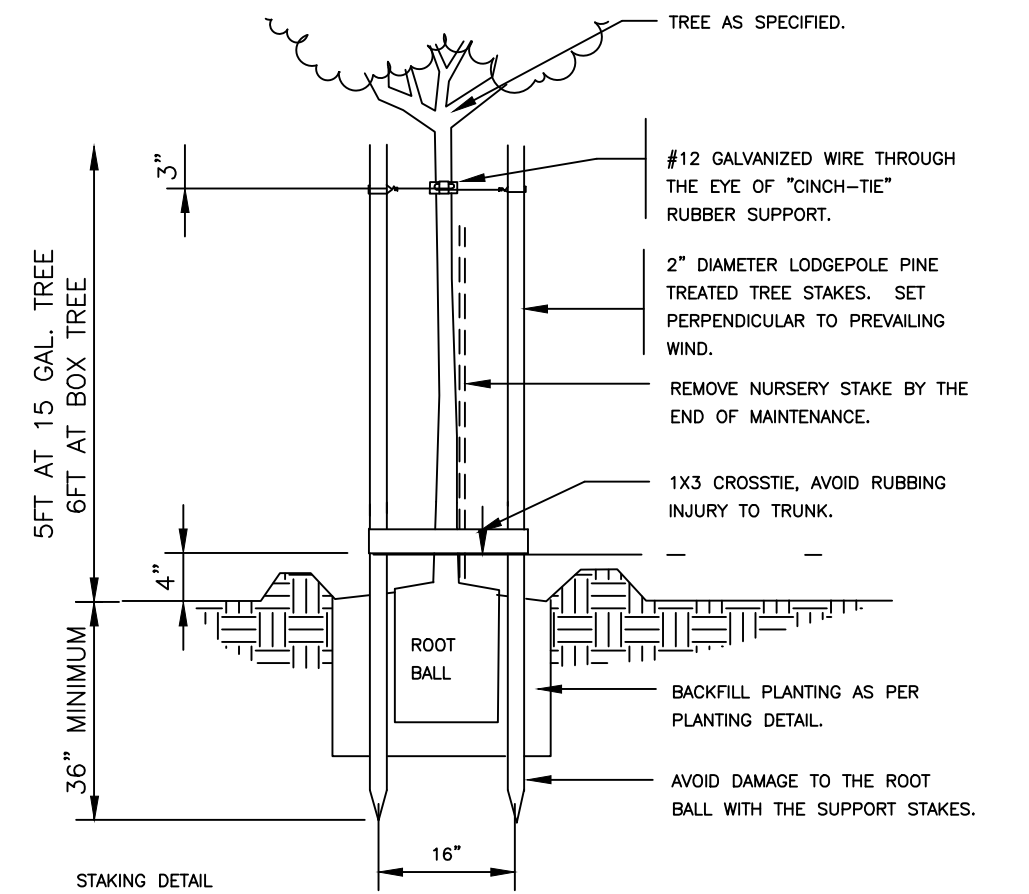 TREE AS SPECIFIED.
3"
#12 GALVANIZED WIRE THROUGH
THE EYE OF "CINCH-TIE"
RUBBER SUPPORT.
5FT AT 15 GAL. TREE
6FT AT BOX TREE
2" DIAMETER LODGEPOLE PINE
TREATED TREE STAKES. SET
PERPENDICULAR TO PREVAILING
WIND.
REMOVE NURSERY STAKE BY THE
END OF MAINTENANCE.
1X3 CROSSTIE, AVOID RUBBING
INJURY TO TRUNK.
4"
36" MINIMUM
ROOT
BALL
BACKFILL PLANTING AS PER
PLANTING DETAIL.
AVOID DAMAGE TO THE ROOT
BALL WITH THE SUPPORT STAKES.
16"
STAKING DETAIL